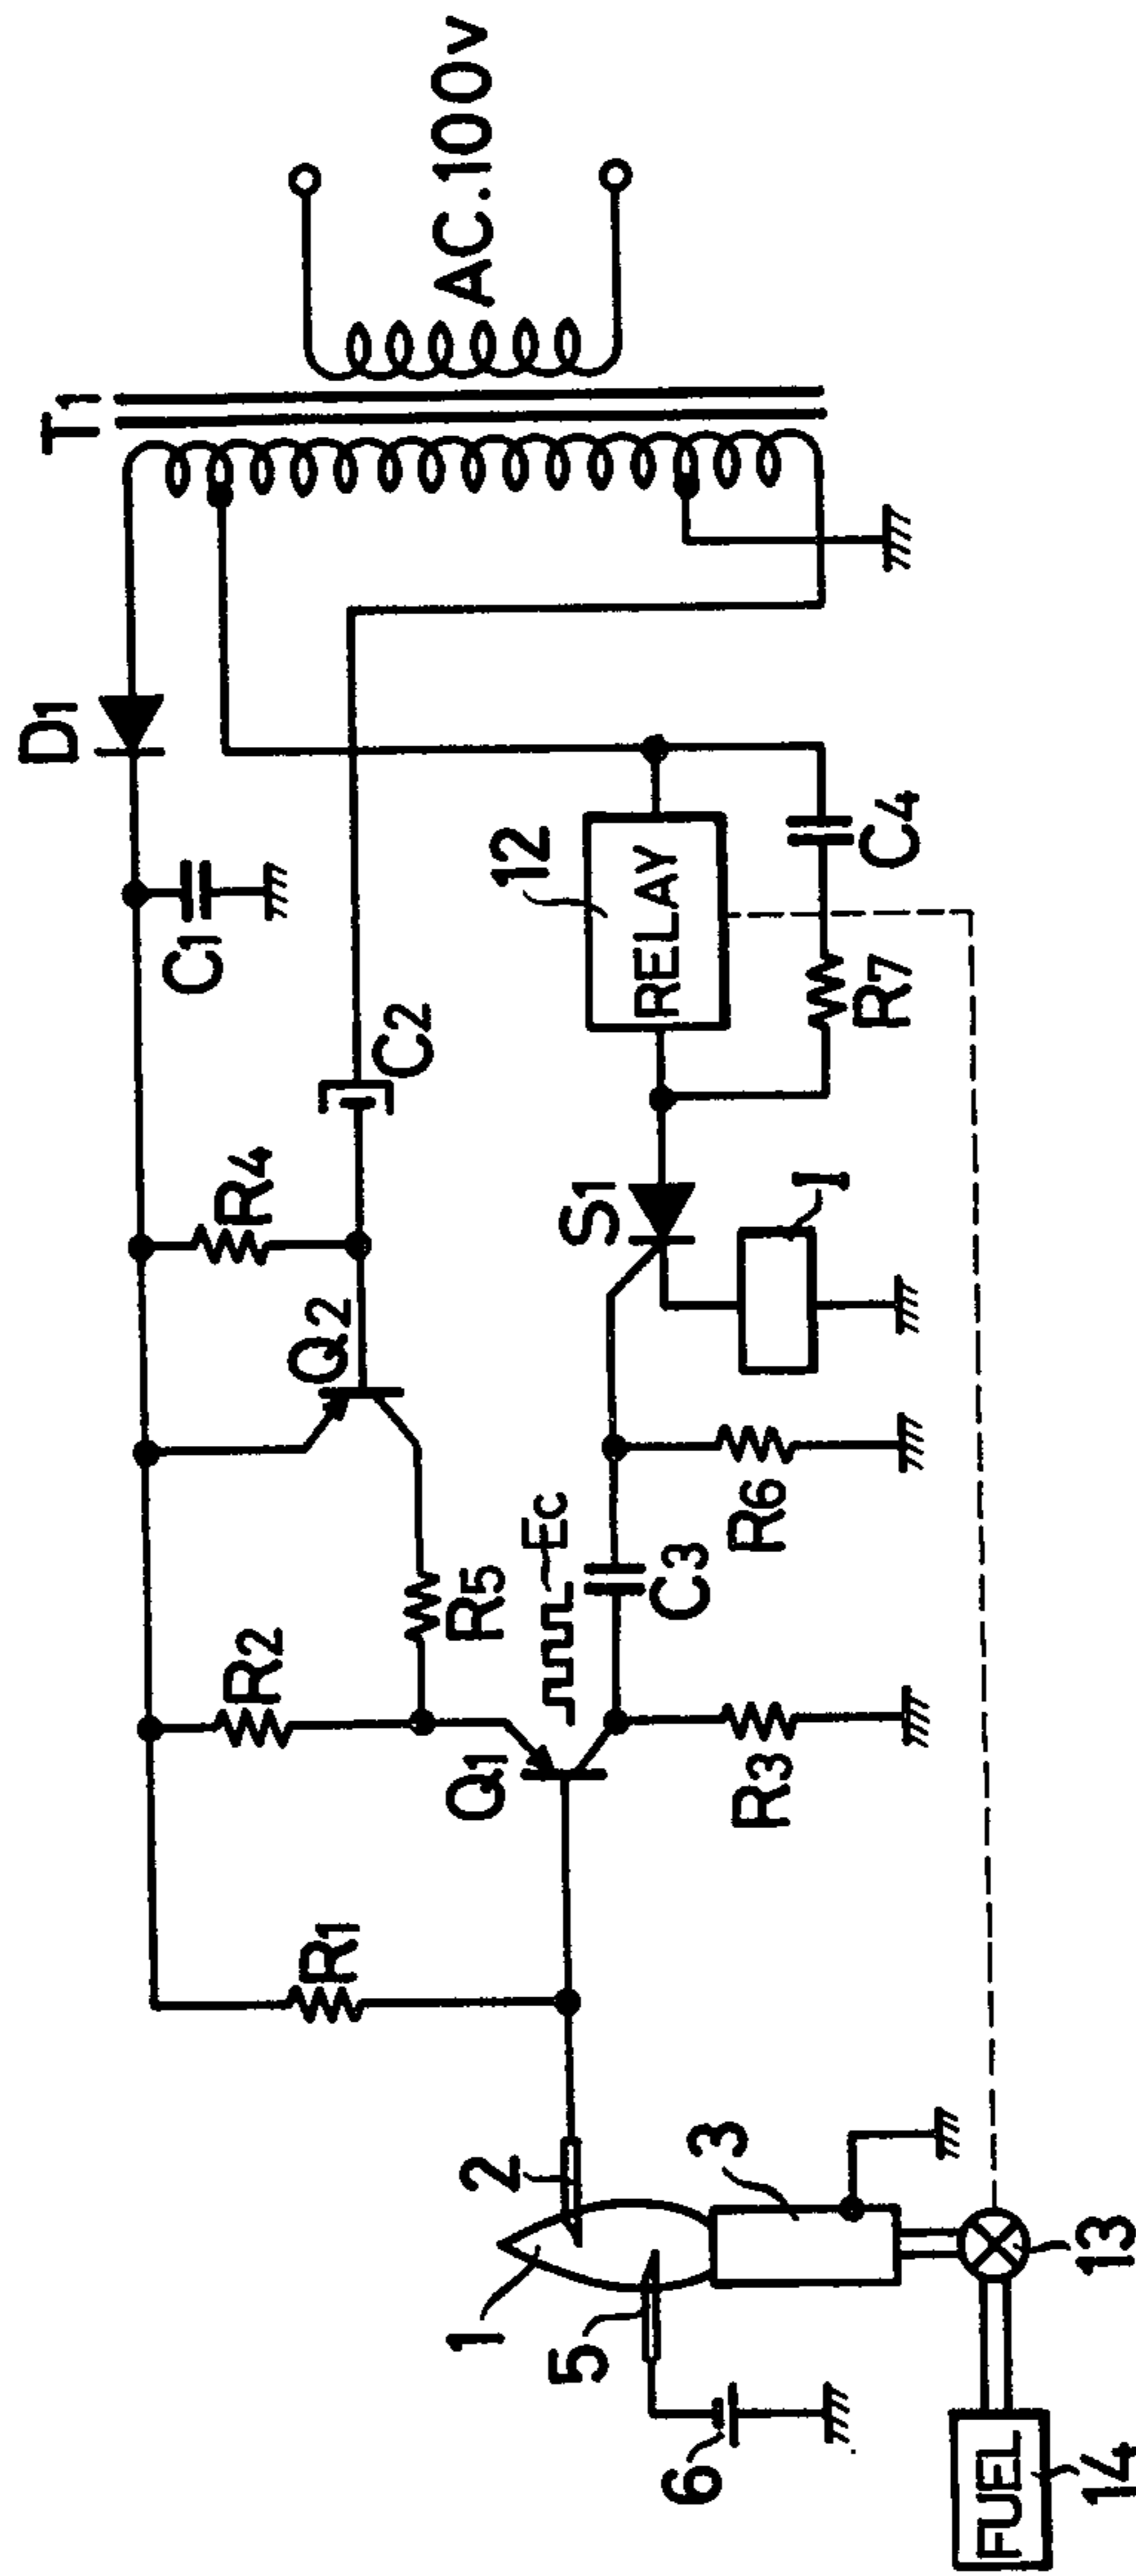 T1
AC.100v
D1
C1
R4
C2
Q2
R2
R5
R1
Q1
Ec
C3
R3
R6
S1
I
12
RELAY
C4
R7
1
2
3
5
6
13
FUEL
14